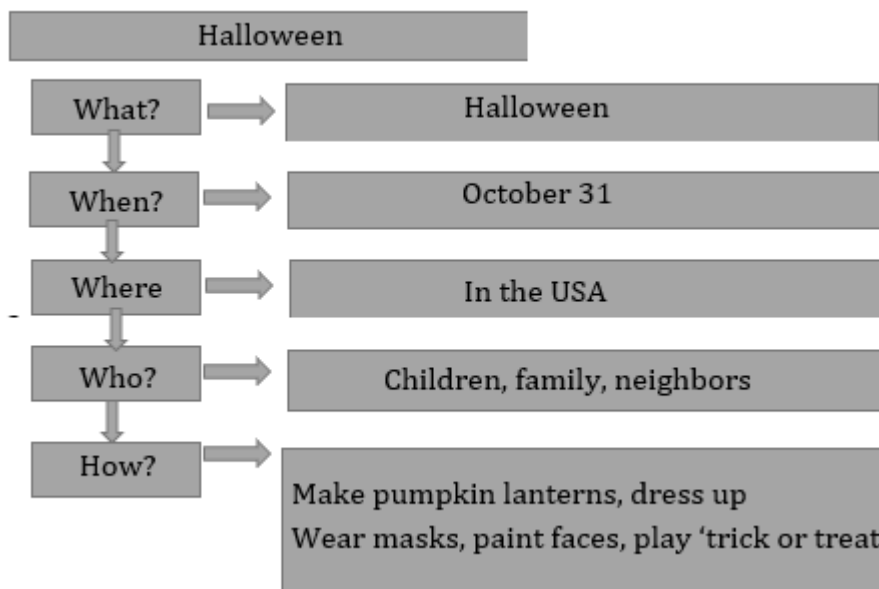 Halloween
What?
Halloween
When?
October 31
Where
In the USA
Who?
Children, family, neighbors
How?
Make pumpkin lanterns, dress up
Wear masks, paint faces, play ‘trick or treat